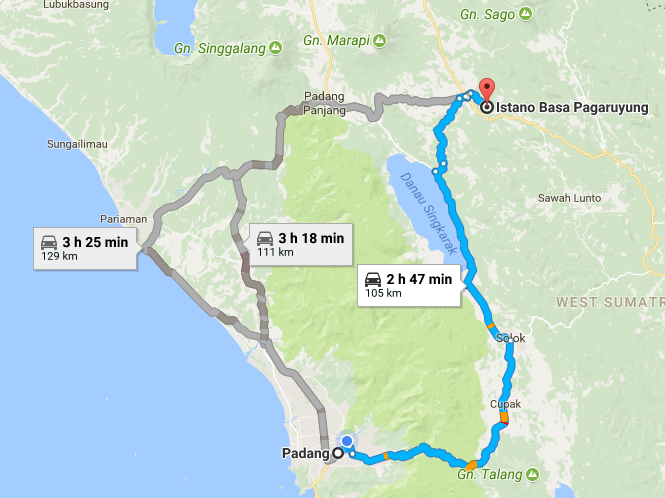 Lubukbasung
Gn. Sago
Gn. Singgalang
Gn. Marapi
Padang
Panjang
Istano Basa Pagaruyung
Sungailimau
Danau Singkarak
Sawah Lunto
Pariaman
3 h 25 min
129 km
3 h 18 min
111 km
2 h 47 min
105 km
WEST SUMATR
Solok
Cupak
Padang
Gn. Talang